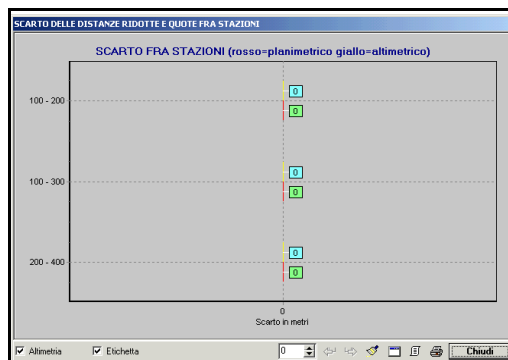 SCARTO DELLE DISTANZE RIDOTTE E QUOTE FRA STAZIONI
SCARTO FRA STAZIONI (rosso=planimetrico giallo=altimetrico)
100 - 200
0
0
100 - 300
0
0
200 - 400
0
0
0
Scarto in metri
Altimetria
Etichetta
0
Chiudi